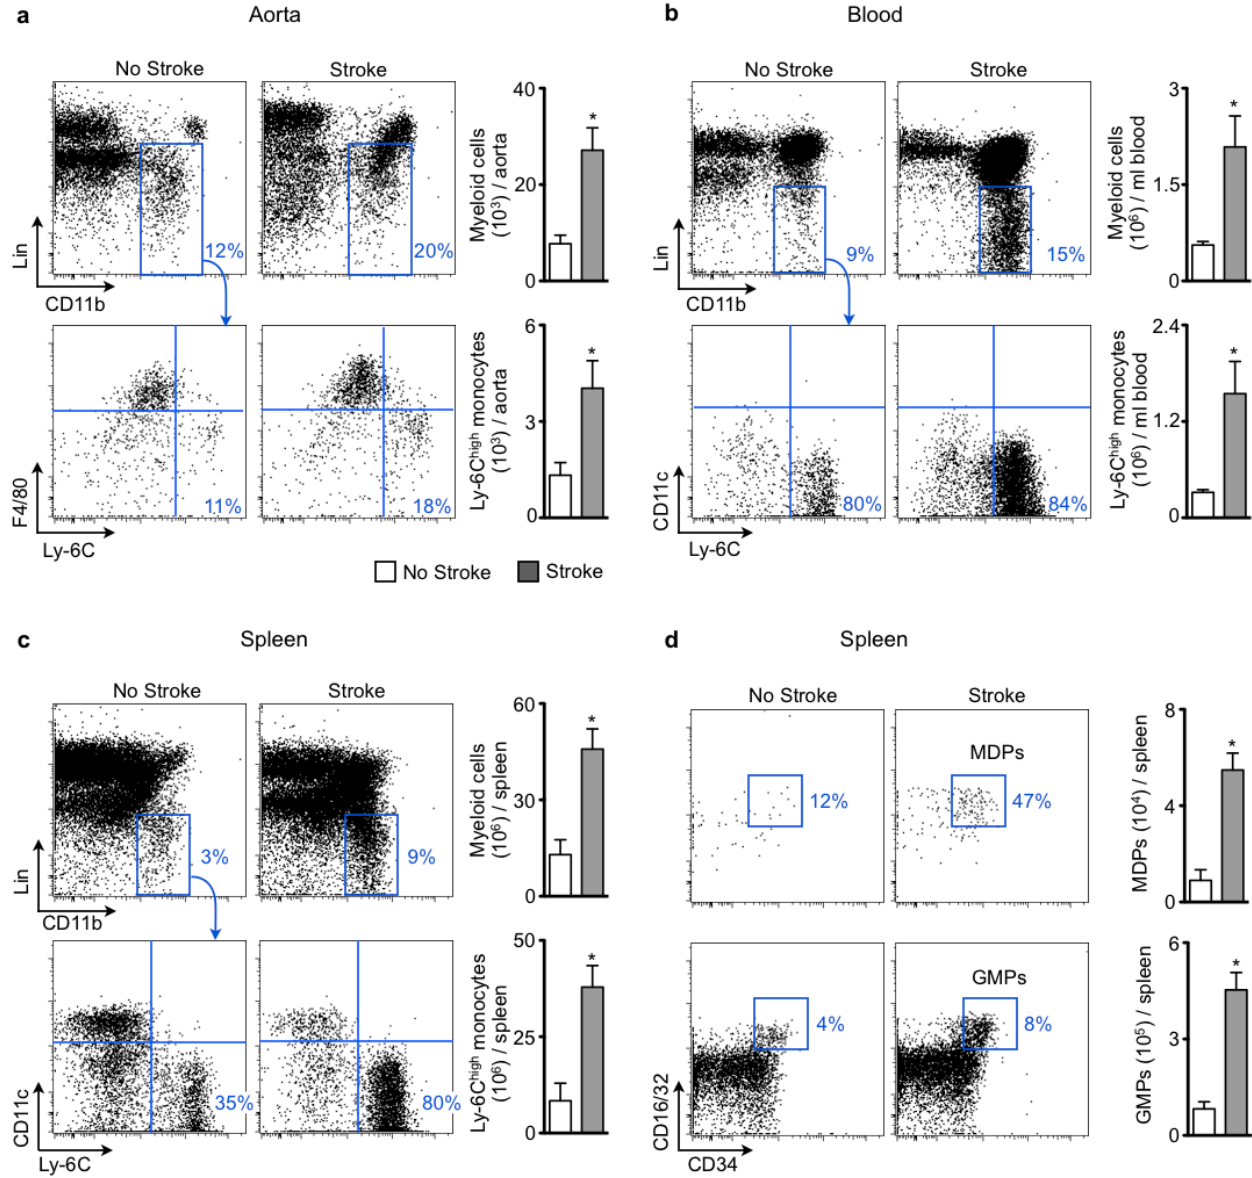 a
Aorta
No Stroke
Stroke
Lin
CD11b
12%
20%
Myeloid cells
(10³) / aorta
40
20
0
*
F4/80
Ly-6C
11%
18%
Ly-6Chigh monocytes
(10³) / aorta
6
3
0
*
b
Blood
No Stroke
Stroke
Lin
CD11b
9%
15%
Myeloid cells
(10⁶) / ml blood
3
1.5
0
*
CD11c
Ly-6C
80%
84%
Ly-6Chigh monocytes
(10⁶) / ml blood
2.4
1.2
0
*
No Stroke
Stroke
c
Spleen
No Stroke
Stroke
Lin
CD11b
3%
9%
Myeloid cells
(10⁶) / spleen
60
30
0
*
CD11c
Ly-6C
35%
80%
Ly-6Chigh monocytes
(10⁶) / spleen
50
25
0
*
d
Spleen
No Stroke
Stroke
MDPs
12%
47%
MDPs (10⁴) / spleen
8
4
0
*
GMPs
4%
8%
CD16/32
CD34
GMPs (10⁵) / spleen
6
3
0
*